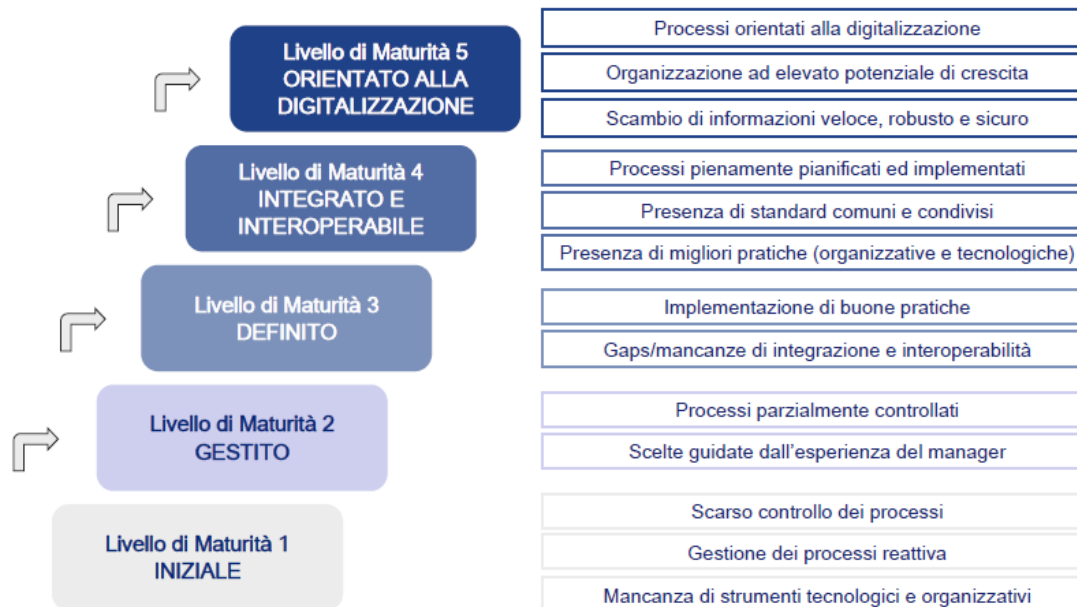 Livello di Maturità 5
ORIENTATO ALLA
DIGITALIZZAZIONE
Processi orientati alla digitalizzazione
Organizzazione ad elevato potenziale di crescita
Scambio di informazioni veloce, robusto e sicuro
Livello di Maturità 4
INTEGRATO E
INTEROPERABILE
Processi pienamente pianificati ed implementati
Presenza di standard comuni e condivisi
Presenza di migliori pratiche (organizzative e tecnologiche)
Livello di Maturità 3
DEFINITO
Implementazione di buone pratiche
Gaps/mancanze di integrazione e interoperabilità
Livello di Maturità 2
GESTITO
Processi parzialmente controllati
Scelte guidate dall'esperienza del manager
Livello di Maturità 1
INIZIALE
Scarso controllo dei processi
Gestione dei processi reattiva
Mancanza di strumenti tecnologici e organizzativi